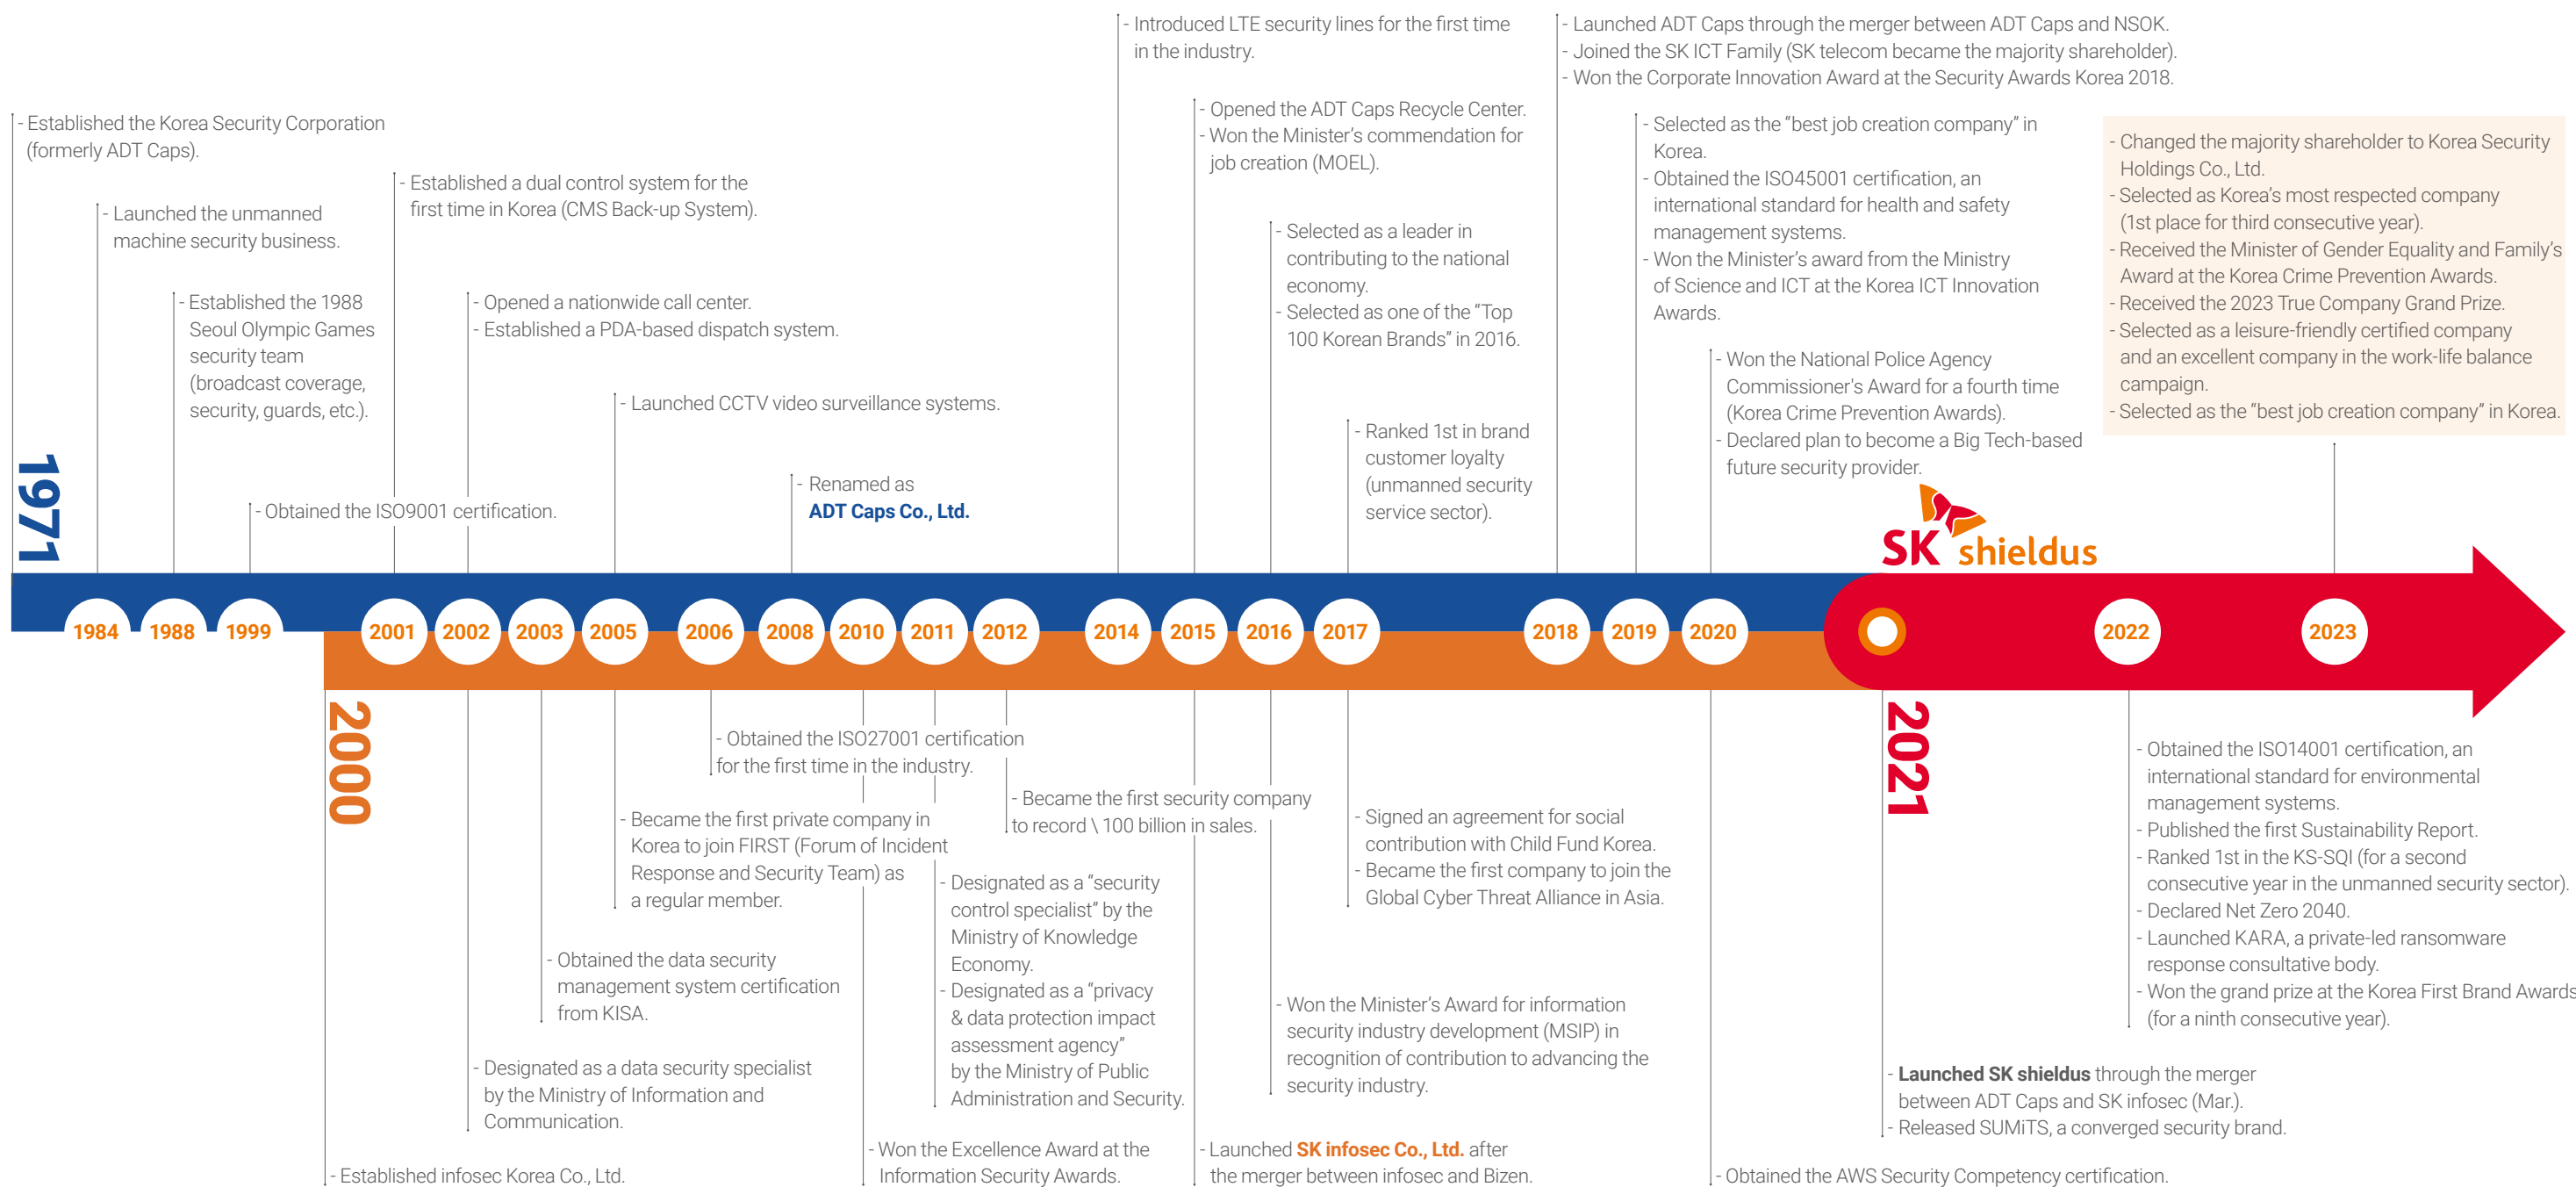 1971
- Established the Korea Security Corporation
(formerly ADT Caps).
- Launched the unmanned
machine security business.
- Established the 1988
Seoul Olympic Games
security team
(broadcast coverage,
security, guards, etc.).
- Obtained the ISO9001 certification.
- Established a dual control system for the
first time in Korea (CMS Back-up System).
- Opened a nationwide call center.
- Established a PDA-based dispatch system.
- Launched CCTV video surveillance systems.
- Renamed as
ADT Caps Co., Ltd.
- Introduced LTE security lines for the first time
in the industry.
- Opened the ADT Caps Recycle Center.
- Won the Minister's commendation for
job creation (MOEL).
- Selected as a leader in
contributing to the national
economy.
- Selected as one of the "Top
100 Korean Brands" in 2016.
- Ranked 1st in brand
customer loyalty
(unmanned security
service sector).
- Launched ADT Caps through the merger between ADT Caps and NSOK.
- Joined the SK ICT Family (SK telecom became the majority shareholder).
- Won the Corporate Innovation Award at the Security Awards Korea 2018.
- Selected as the "best job creation company" in
Korea.
- Obtained the ISO45001 certification, an
international standard for health and safety
management systems.
- Won the Minister's award from the Ministry
of Science and ICT at the Korea ICT Innovation
Awards.
- Won the National Police Agency
Commissioner's Award for a fourth time
(Korea Crime Prevention Awards).
- Declared plan to become a Big Tech-based
future security provider.
- Changed the majority shareholder to Korea Security
Holdings Co., Ltd.
- Selected as Korea's most respected company
(1st place for third consecutive year).
- Received the Minister of Gender Equality and Family's
Award at the Korea Crime Prevention Awards.
- Received the 2023 True Company Grand Prize.
- Selected as a leisure-friendly certified company
and an excellent company in the work-life balance
campaign.
- Selected as the "best job creation company" in Korea.
SK shieldus
1984
1988
1999
2001
2002
2003
2005
2006
2008
2010
2011
2012
2014
2015
2016
2017
2018
2019
2020
2022
2023
2000
- Established infosec Korea Co., Ltd.
- Designated as a data security specialist
by the Ministry of Information and
Communication.
- Obtained the data security
management system certification
from KISA.
- Became the first private company in
Korea to join FIRST (Forum of Incident
Response and Security Team) as
a regular member.
- Obtained the ISO27001 certification
for the first time in the industry.
- Won the Excellence Award at the
Information Security Awards.
- Designated as a "security
control specialist" by the
Ministry of Knowledge
Economy.
- Designated as a "privacy
& data protection impact
assessment agency"
by the Ministry of Public
Administration and Security.
- Became the first security company
to record \ 100 billion in sales.
- Launched SK infosec Co., Ltd. after
the merger between infosec and Bizen.
- Won the Minister's Award for information
security industry development (MSIP) in
recognition of contribution to advancing the
security industry.
- Signed an agreement for social
contribution with Child Fund Korea.
- Became the first company to join the
Global Cyber Threat Alliance in Asia.
- Obtained the AWS Security Competency certification.
2021
- Launched SK shieldus through the merger
between ADT Caps and SK infosec (Mar.).
- Released SUMiTS, a converged security brand.
- Obtained the ISO14001 certification, an
international standard for environmental
management systems.
- Published the first Sustainability Report.
- Ranked 1st in the KS-SQI (for a second
consecutive year in the unmanned security sector).
- Declared Net Zero 2040.
- Launched KARA, a private-led ransomware
response consultative body.
- Won the grand prize at the Korea First Brand Awards
(for a ninth consecutive year).